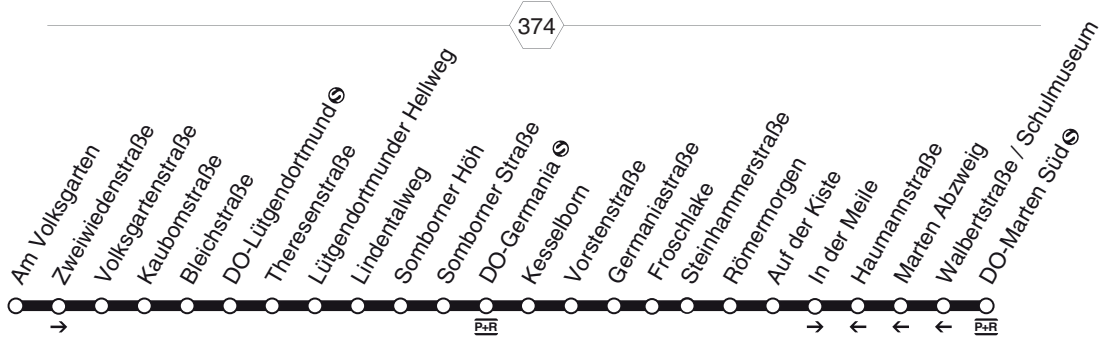 374
Am Volksgarten
Zweiwiedenstraße
Volksgartenstraße
Kaubomstraße
Bleichstraße
DO-Lütgendortmund S
Theresenstraße
Lütgendortmunder Hellweg
Lindentalweg
Somborner Höh
Somborner Straße
DO-Germania S
Kesselborn
Vorstenstraße
Germaniastraße
Froschlake
Steinhammerstraße
Römermorgen
Auf der Kiste
In der Meile
Haumannstraße
Marten Abzweig
Walbertstraße / Schulmuseum
DO-Marten Süd S
→
P+R
→
←
←
←
P+R